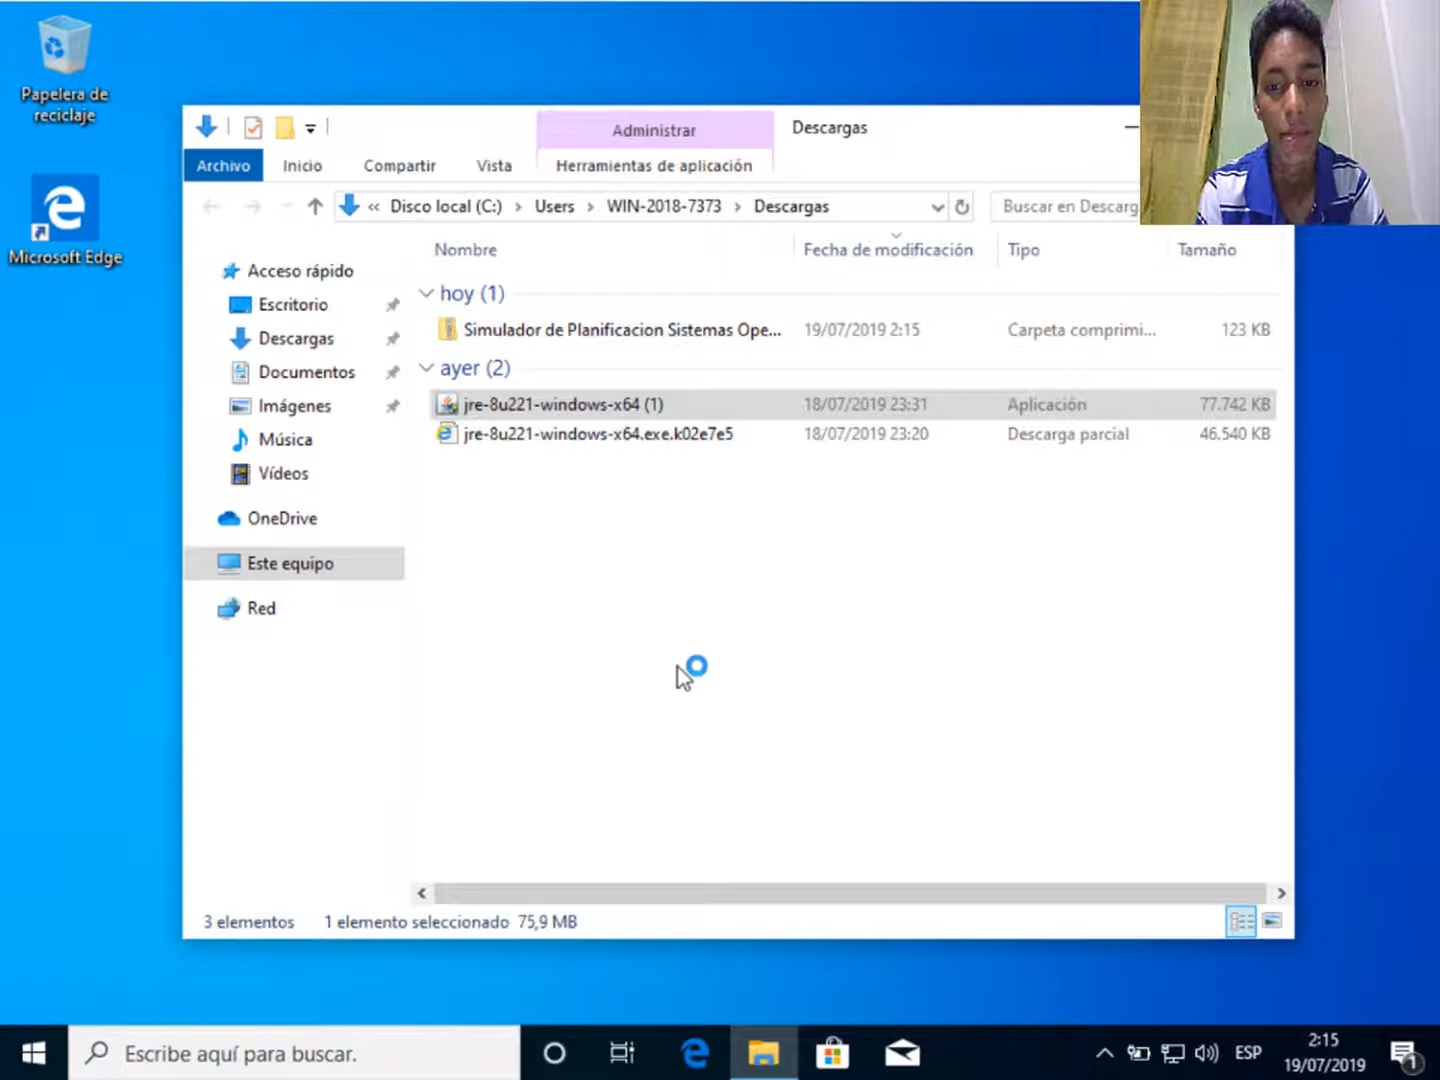 Papelera de
reciclaje
Microsoft Edge
Administrar
Descargas
Archivo
Inicio
Compartir
Vista
Herramientas de aplicación
« Disco local (C:) › Users › WIN-2018-7373 › Descargas
Buscar en Descarg
Nombre
Fecha de modificación
Tipo
Tamaño
Acceso rápido
Escritorio
Descargas
Documentos
Imágenes
Música
Vídeos
OneDrive
Este equipo
Red
hoy (1)
Simulador de Planificacion Sistemas Ope... 19/07/2019 2:15 Carpeta comprimi... 123 KB
ayer (2)
jre-8u221-windows-x64 (1) 18/07/2019 23:31 Aplicación 77.742 KB
jre-8u221-windows-x64.exe.k02e7e5 18/07/2019 23:20 Descarga parcial 46.540 KB
3 elementos
1 elemento seleccionado 75,9 MB
Escribe aquí para buscar.
ESP
2:15
19/07/2019
1